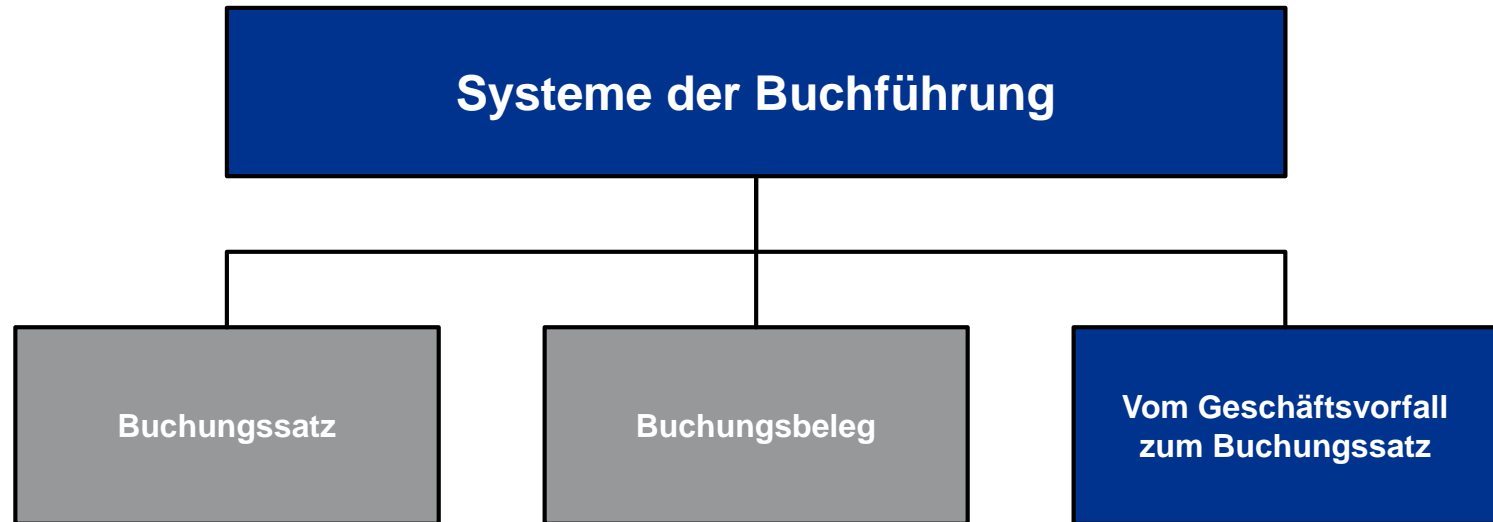 Systeme der Buchführung
Buchungssatz
Buchungsbeleg
Vom Geschäftsvorfall
zum Buchungssatz